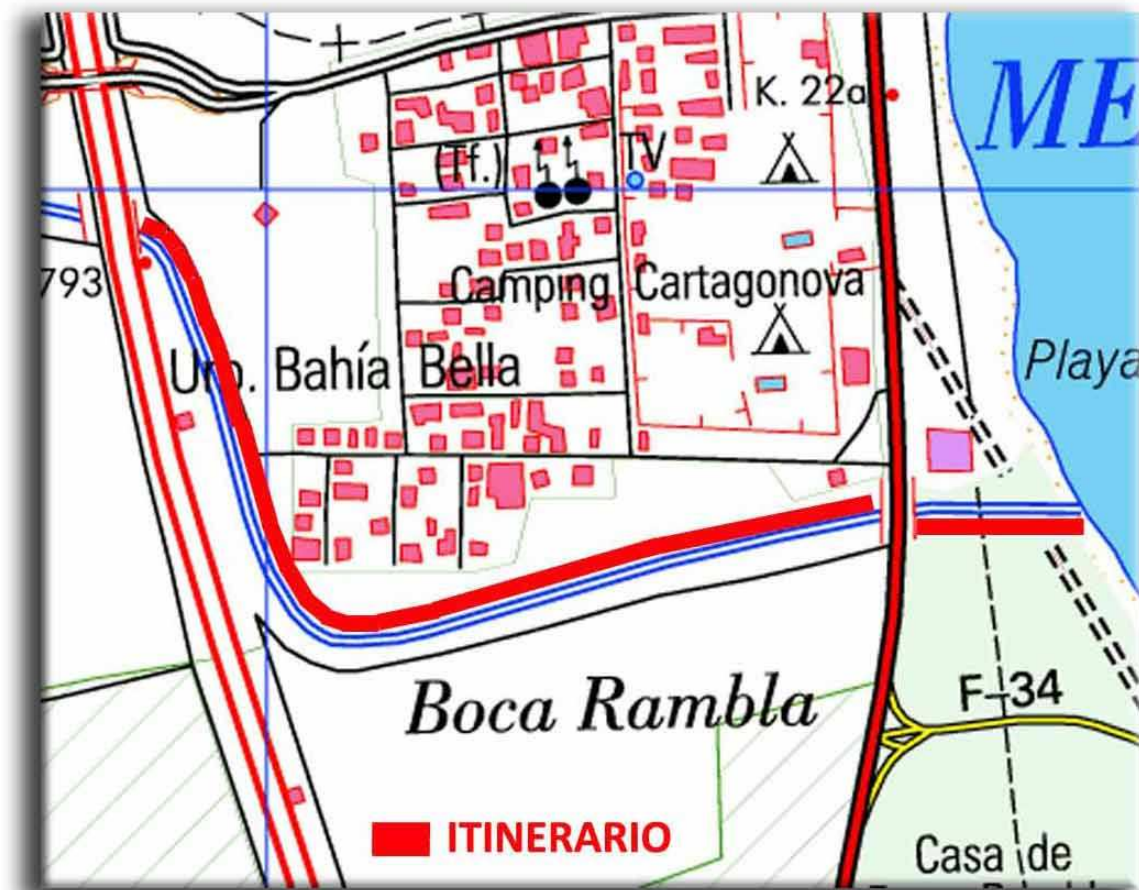 ME
K. 22a
(Tf.)
TV
793
Camping Cartagonova
Urb. Bahía Bella
Playa
Boca Rambla
F-34
ITINERARIO
Casa de